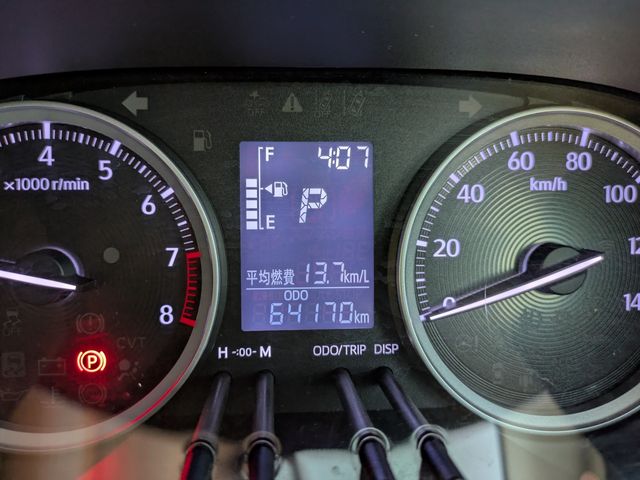 4
5
6
7
8
×1000 r/min
F
4:07
E
P
平均燃費 13.7km/L
ODO
64170km
H -:00- M
ODO/TRIP DISP
(P)
CVT
0
20
40
60
80
100
km/h